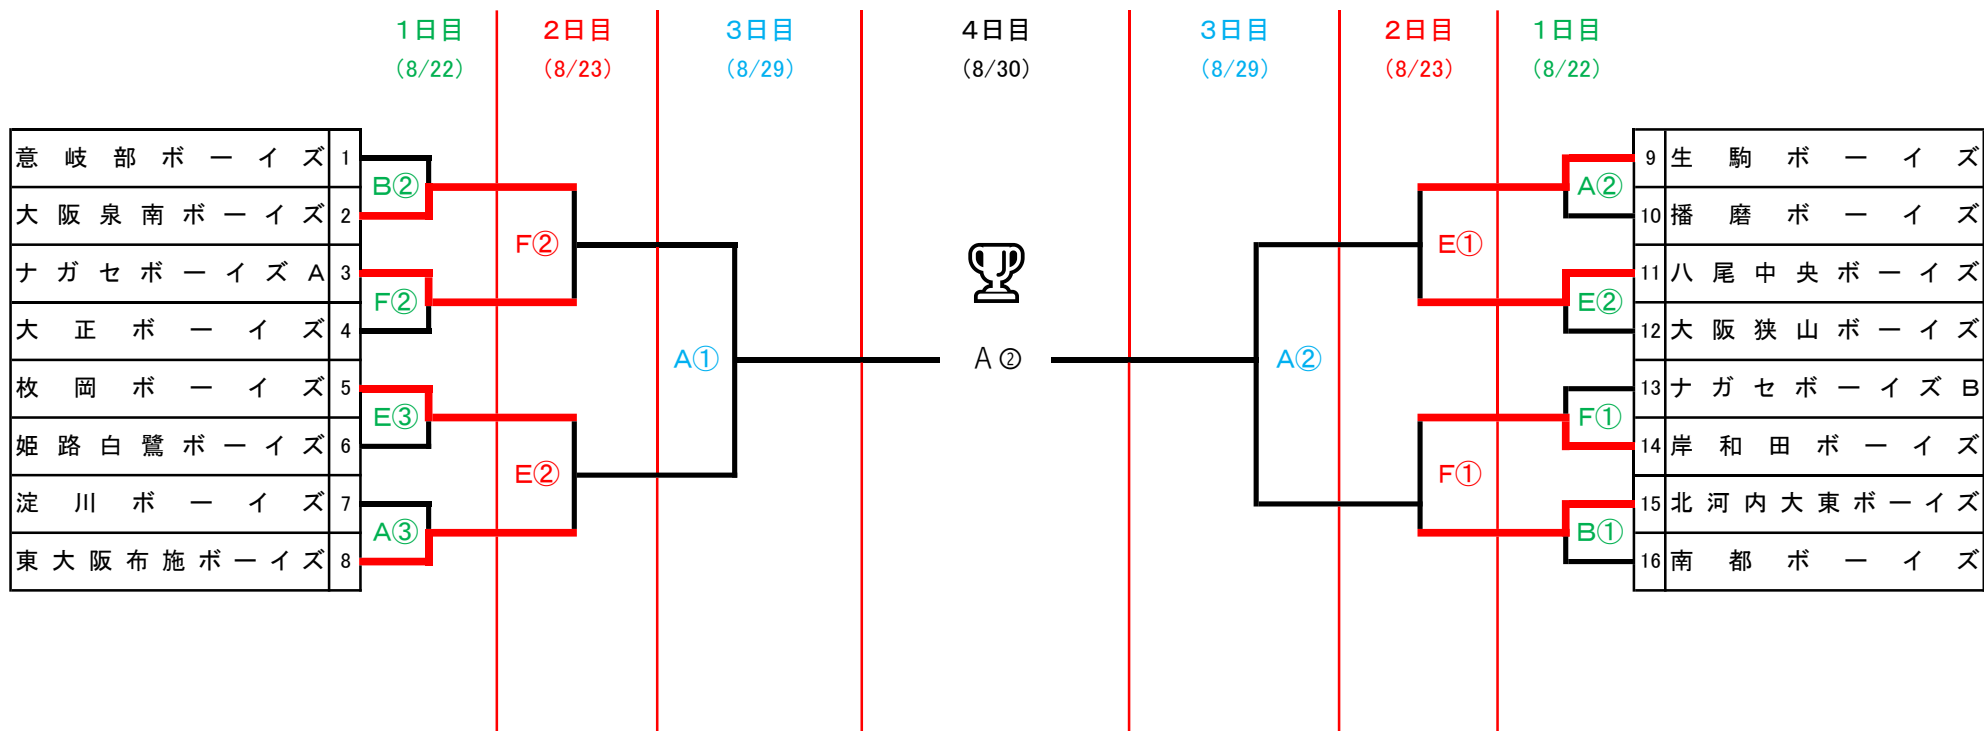 1日目 2日目 3日目 4日目 3日目 2日目 1日目
(8/22) (8/23) (8/29) (8/30) (8/29) (8/23) (8/22)
意岐部ボーイズ 1
大阪泉南ボーイズ 2
ナガセボーイズA 3
大正ボーイズ 4
枚岡ボーイズ 5
姫路白鷺ボーイズ 6
淀川ボーイズ 7
東大阪布施ボーイズ 8
B②
F②
E③
A③
F②
E②
A①
A②
A②
E①
F①
A②
E②
F①
B①
9 生駒ボーイズ
10 播磨ボーイズ
11 八尾中央ボーイズ
12 大阪狭山ボーイズ
13 ナガセボーイズB
14 岸和田ボーイズ
15 北河内大東ボーイズ
16 南都ボーイズ